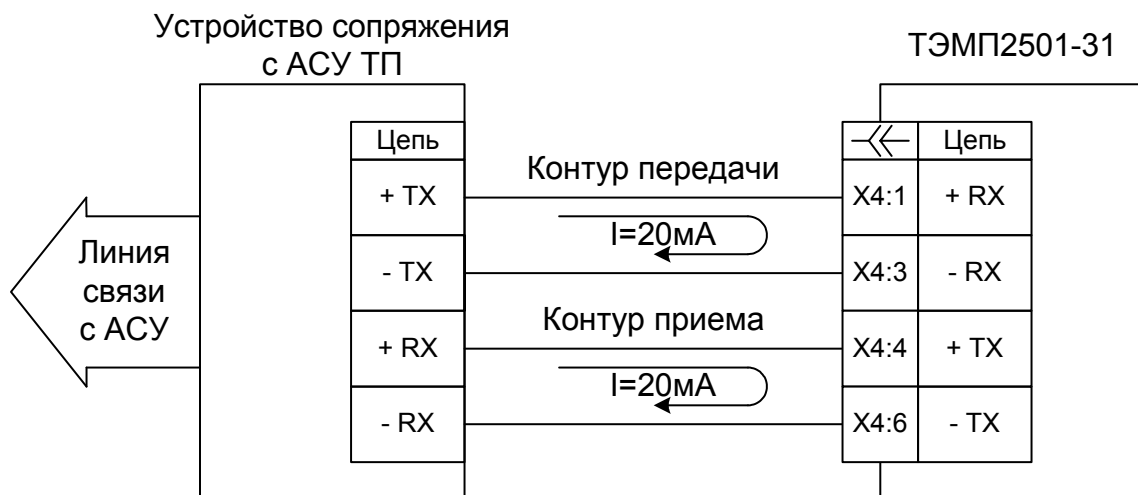 Устройство сопряжения
с АСУ ТП
ТЭМП2501-31
Линия
связи
с АСУ
Цепь
+ TX
- TX
+ RX
- RX
Контур передачи
I=20мА
Контур приема
I=20мА
Цепь
X4:1 + RX
X4:3 - RX
X4:4 + TX
X4:6 - TX